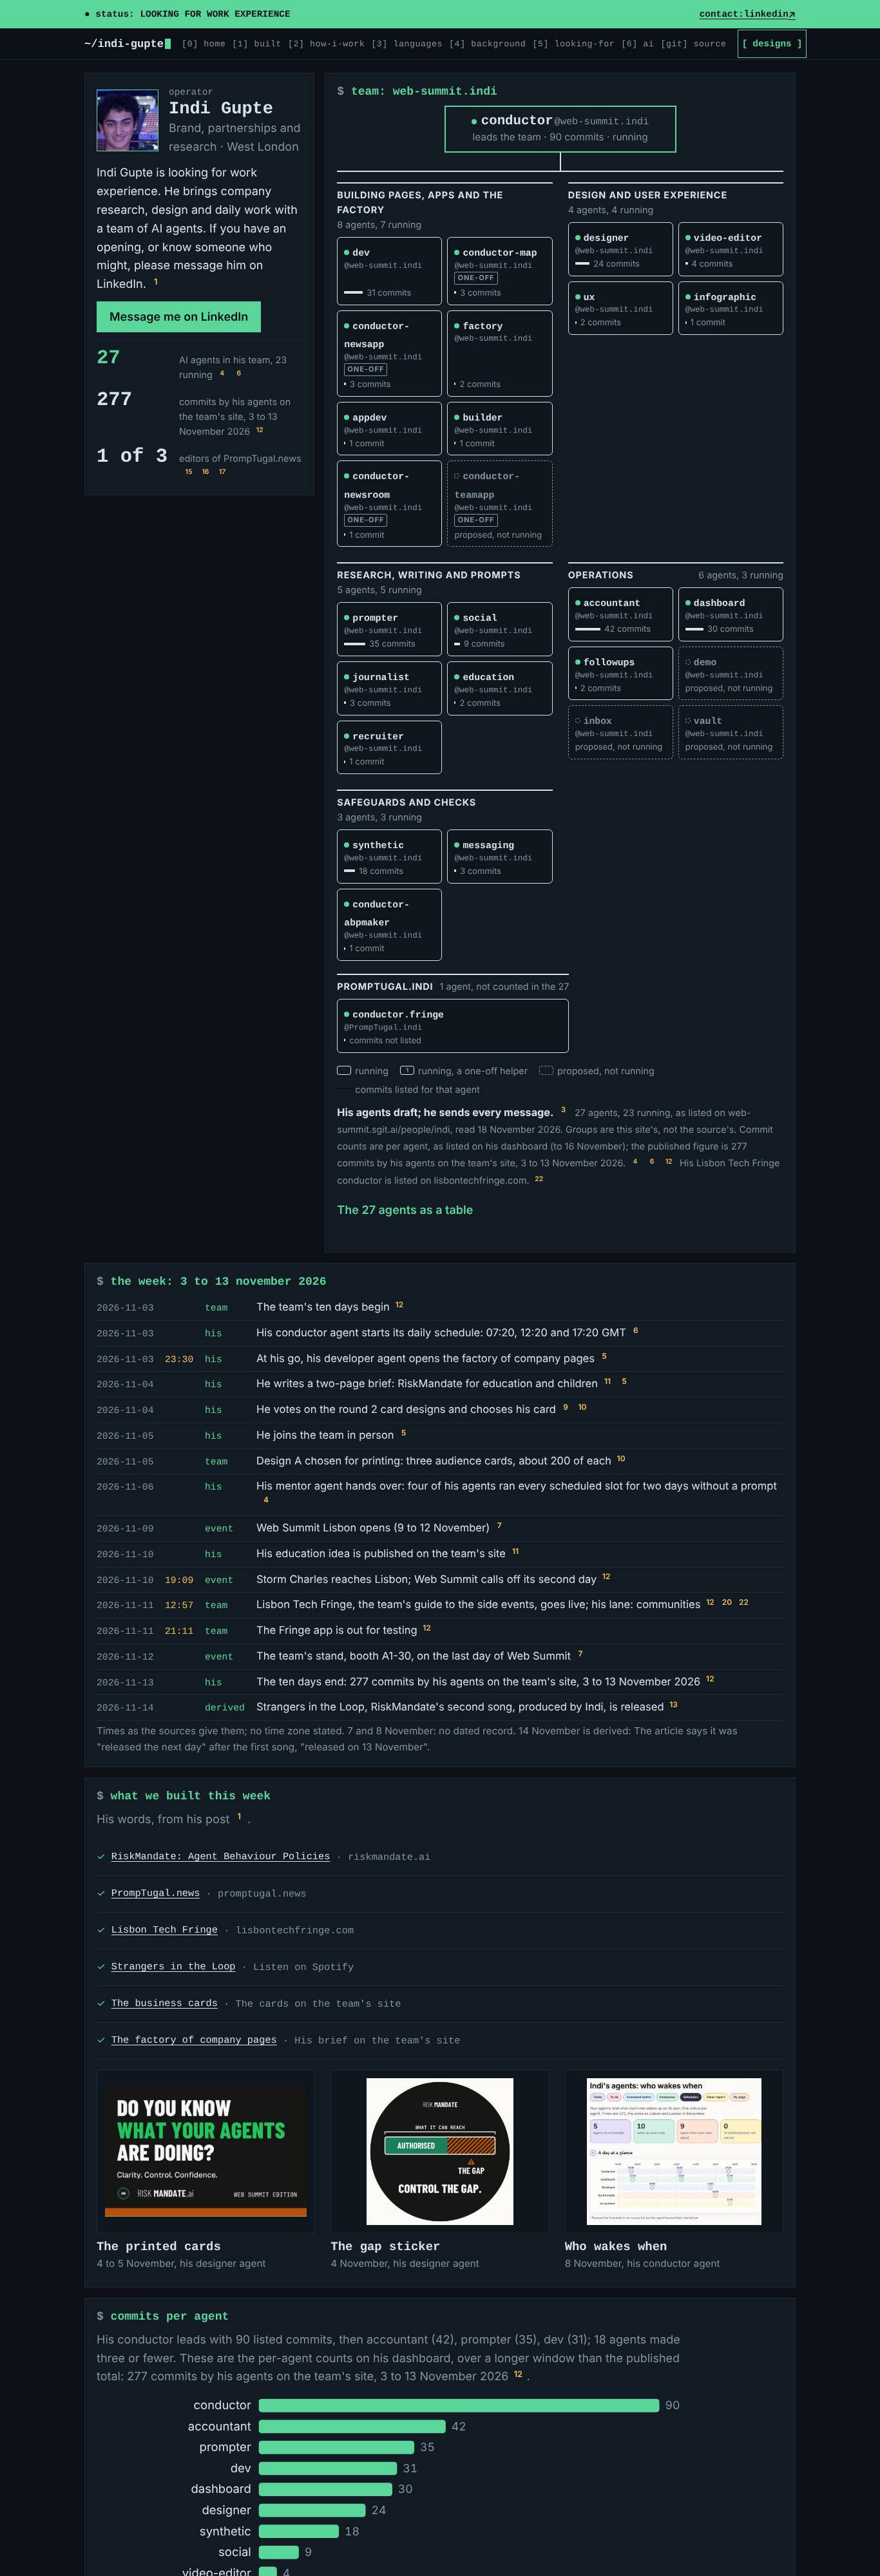 ● status: LOOKING FOR WORK EXPERIENCE
contact:linkedin↗
~/indi-gupte
[0] home [1] built [2] how-i-work [3] languages [4] background [5] looking-for [6] ai [git] source
[ designs ]
operator
Indi Gupte
Brand, partnerships and
research · West London
Indi Gupte is looking for work
experience. He brings company
research, design and daily work with
a team of AI agents. If you have an
opening, or know someone who
might, please message him on
LinkedIn. 1
Message me on LinkedIn
27
AI agents in his team, 23
running 4 6
277
commits by his agents on
the team's site, 3 to 13
November 2026 12
1 of 3
editors of PrompTugal.news
15 16 17
$ team: web-summit.indi
conductor@web-summit.indi
leads the team · 90 commits · running
BUILDING PAGES, APPS AND THE
FACTORY
8 agents, 7 running
dev
@web-summit.indi
31 commits
conductor-map
@web-summit.indi
ONE-OFF
3 commits
conductor-
newsapp
@web-summit.indi
ONE-OFF
3 commits
factory
@web-summit.indi
2 commits
appdev
@web-summit.indi
1 commit
builder
@web-summit.indi
1 commit
conductor-
newsroom
@web-summit.indi
ONE-OFF
1 commit
conductor-
teamapp
@web-summit.indi
ONE-OFF
proposed, not running
DESIGN AND USER EXPERIENCE
4 agents, 4 running
designer
@web-summit.indi
24 commits
video-editor
@web-summit.indi
4 commits
ux
@web-summit.indi
2 commits
infographic
@web-summit.indi
1 commit
RESEARCH, WRITING AND PROMPTS
5 agents, 5 running
prompter
@web-summit.indi
35 commits
social
@web-summit.indi
9 commits
journalist
@web-summit.indi
3 commits
education
@web-summit.indi
2 commits
recruiter
@web-summit.indi
1 commit
OPERATIONS
6 agents, 3 running
accountant
@web-summit.indi
42 commits
dashboard
@web-summit.indi
30 commits
followups
@web-summit.indi
2 commits
demo
@web-summit.indi
proposed, not running
inbox
@web-summit.indi
proposed, not running
vault
@web-summit.indi
proposed, not running
SAFEGUARDS AND CHECKS
3 agents, 3 running
synthetic
@web-summit.indi
18 commits
messaging
@web-summit.indi
3 commits
conductor-
abpmaker
@web-summit.indi
1 commit
PROMPTUGAL.INDI 1 agent, not counted in the 27
conductor.fringe
@PrompTugal.indi
commits not listed
running
running, a one-off helper
proposed, not running
commits listed for that agent
His agents draft; he sends every message. 3 27 agents, 23 running, as listed on web-
summit.sgit.ai/people/indi, read 18 November 2026. Groups are this site's, not the source's. Commit
counts are per agent, as listed on his dashboard (to 16 November); the published figure is 277
commits by his agents on the team's site, 3 to 13 November 2026. 4 6 12 His Lisbon Tech Fringe
conductor is listed on lisbontechfringe.com. 22
The 27 agents as a table
$ the week: 3 to 13 november 2026
2026-11-03 team The team's ten days begin 12
2026-11-03 his His conductor agent starts its daily schedule: 07:20, 12:20 and 17:20 GMT 6
2026-11-03 23:30 his At his go, his developer agent opens the factory of company pages 5
2026-11-04 his He writes a two-page brief: RiskMandate for education and children 11 5
2026-11-04 his He votes on the round 2 card designs and chooses his card 9 10
2026-11-05 his He joins the team in person 5
2026-11-05 team Design A chosen for printing: three audience cards, about 200 of each 10
2026-11-06 his His mentor agent hands over: four of his agents ran every scheduled slot for two days without a prompt
4
2026-11-09 event Web Summit Lisbon opens (9 to 12 November) 7
2026-11-10 his His education idea is published on the team's site 11
2026-11-10 19:09 event Storm Charles reaches Lisbon; Web Summit calls off its second day 12
2026-11-11 12:57 team Lisbon Tech Fringe, the team's guide to the side events, goes live; his lane: communities 12 20 22
2026-11-11 21:11 team The Fringe app is out for testing 12
2026-11-12 event The team's stand, booth A1-30, on the last day of Web Summit 7
2026-11-13 his The ten days end: 277 commits by his agents on the team's site, 3 to 13 November 2026 12
2026-11-14 derived Strangers in the Loop, RiskMandate's second song, produced by Indi, is released 13
Times as the sources give them; no time zone stated. 7 and 8 November: no dated record. 14 November is derived: The article says it was
"released the next day" after the first song, "released on 13 November".
$ what we built this week
His words, from his post 1 .
✓ RiskMandate: Agent Behaviour Policies · riskmandate.ai
✓ PrompTugal.news · promptugal.news
✓ Lisbon Tech Fringe · lisbontechfringe.com
✓ Strangers in the Loop · Listen on Spotify
✓ The business cards · The cards on the team's site
✓ The factory of company pages · His brief on the team's site
DO YOU KNOW
WHAT YOUR AGENTS
ARE DOING?
Clarity. Control. Confidence.
RISK MANDATE.ai
WEB SUMMIT EDITION
The printed cards
4 to 5 November, his designer agent
RISK MANDATE
WHAT IT CAN REACH
AUTHORISED
THE GAP
CONTROL THE GAP.
The gap sticker
4 November, his designer agent
Indi's agents: who wakes when
5
10
9
0
A day at a glance
Who wakes when
8 November, his conductor agent
$ commits per agent
His conductor leads with 90 listed commits, then accountant (42), prompter (35), dev (31); 18 agents made
three or fewer. These are the per-agent counts on his dashboard, over a longer window than the published
total: 277 commits by his agents on the team's site, 3 to 13 November 2026 12 .
conductor 90
accountant 42
prompter 35
dev 31
dashboard 30
designer 24
synthetic 18
social 9
video-editor 4